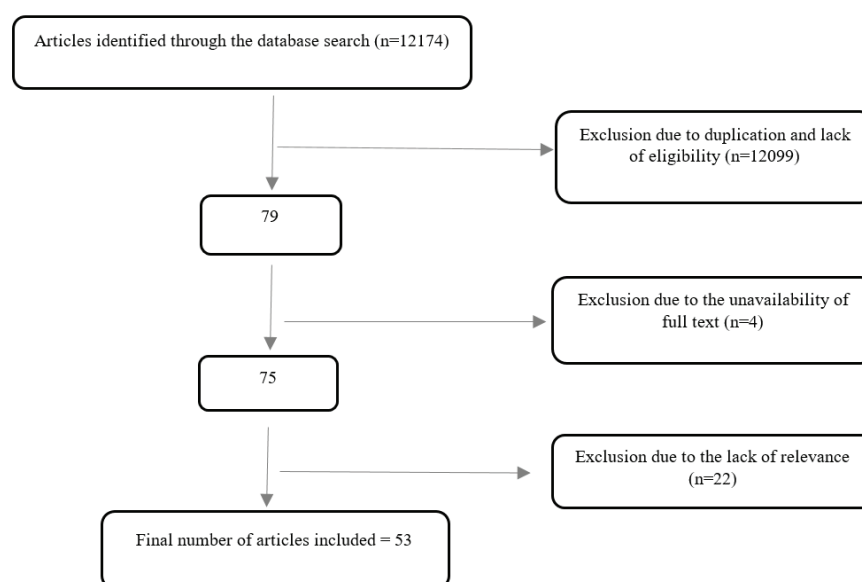 Articles identified through the database search (n=12174)
Exclusion due to duplication and lack
of eligibility (n=12099)
79
Exclusion due to the unavailability of
full text (n=4)
75
Exclusion due to the lack of relevance
(n=22)
Final number of articles included = 53